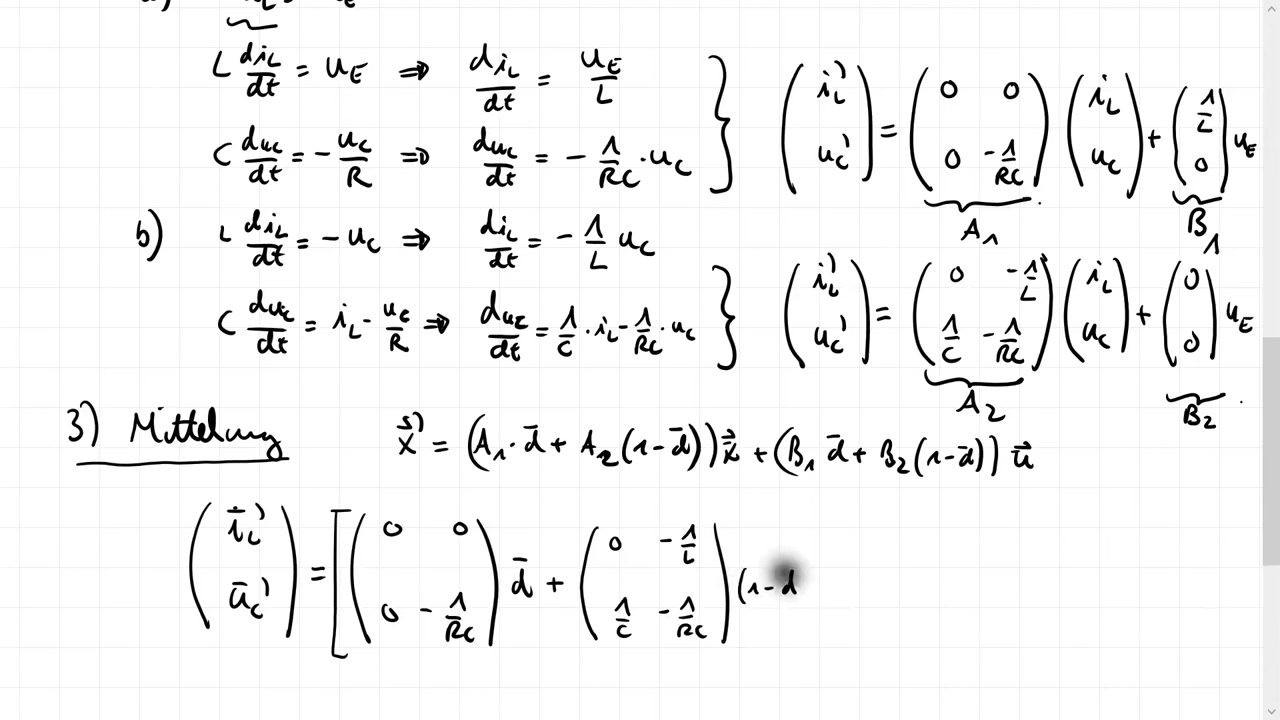 L di_L/dt = u_E ⇒ di_L/dt = u_E/L } (i_L' u_C') = (0 0 0 -1/RC) (i_L u_C) + (1/L 0) u_E
C du_C/dt = - u_C/R ⇒ du_C/dt = - 1/RC · u_C
A_1 B_1
b) L di_L/dt = - u_C ⇒ di_L/dt = - 1/L u_C } (i_L' u_C') = (0 -1/L 1/C -1/RC) (i_L u_C) + (0 0) u_E
C du_C/dt = i_L - u_C/R ⇒ du_C/dt = 1/C · i_L - 1/RC · u_C
A_2 B_2
3) Mittelung x' = (A_1 · d̄ + A_2 (1 - d̄)) x̄ + (B_1 d̄ + B_2 (1 - d̄)) ū
(ī_L' ū_C') = [(0 0 0 -1/RC) d̄ + (0 -1/L 1/C -1/RC) (1 - d